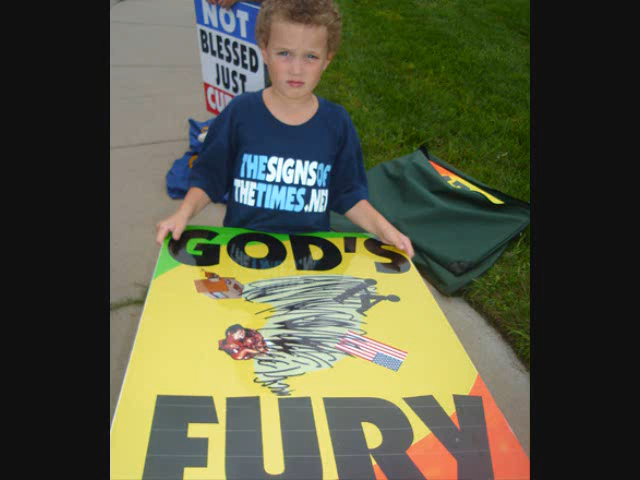 NOT
BLESSED
JUST
THESIGNSOF
THETIMES.NET
GOD'S
FURY